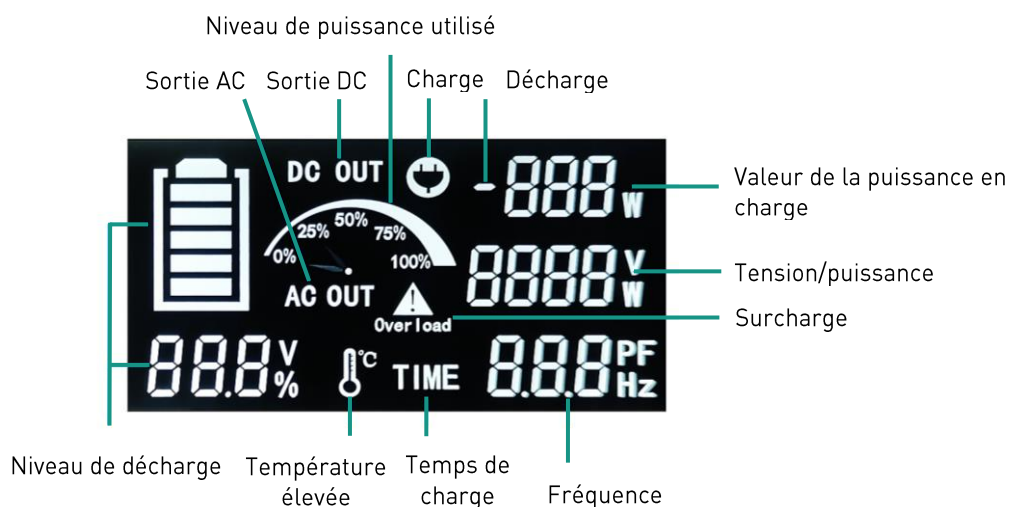 Niveau de puissance utilisé
Sortie AC
Sortie DC
Charge
Décharge
DC OUT
-888 W
Valeur de la puissance en
charge
0%
25%
50%
75%
100%
8888 V
W
Tension/puissance
AC OUT
Overload
Surcharge
88.8 V
%
°C
TIME
8.8.8 PF
Hz
Niveau de décharge
Température
élevée
Temps de
charge
Fréquence